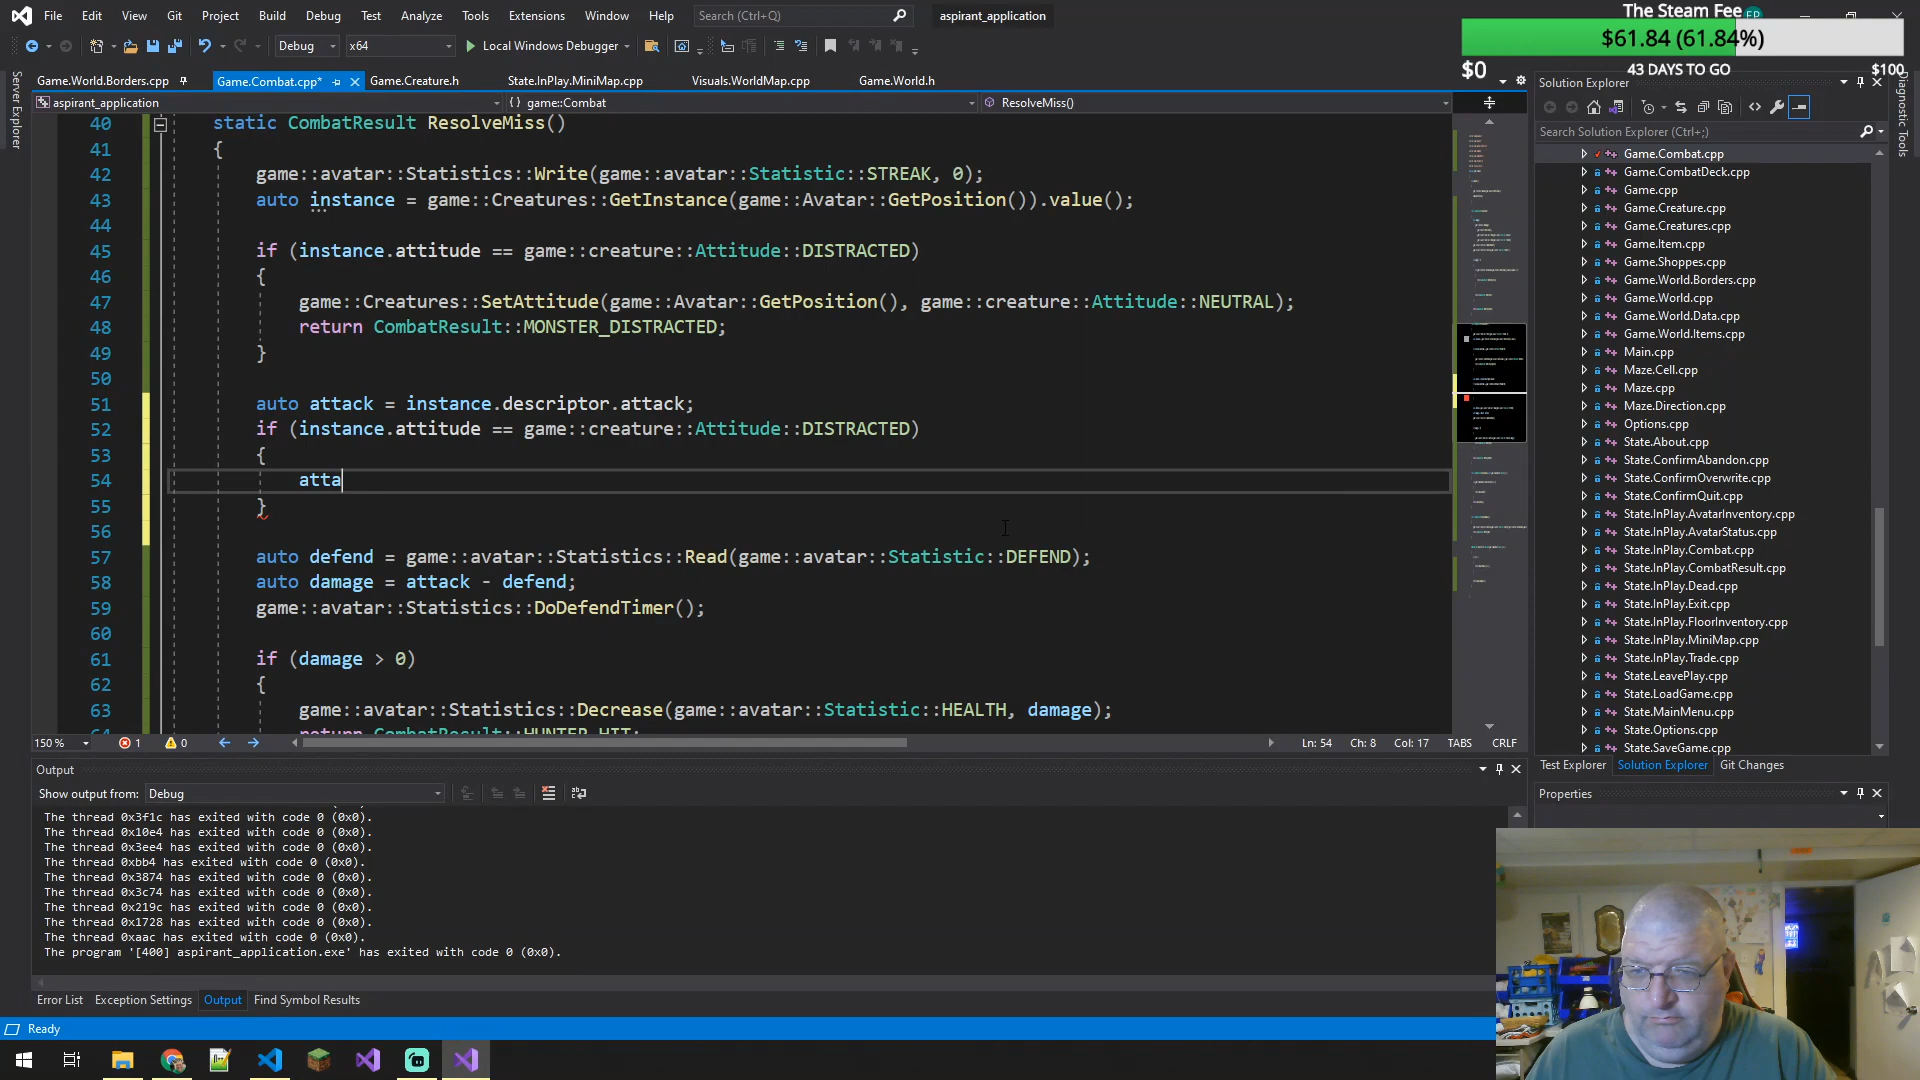 File Edit View Git Project Build Debug Test Analyze Tools Extensions Window Help Search (Ctrl+Q) aspirant_application
The Steam Fee
$61.84 (61.84%)
$0 43 DAYS TO GO $100
Debug x64 Local Windows Debugger
Server Explorer
Game.World.Borders.cpp Game.Combat.cpp* Game.Creature.h State.InPlay.MiniMap.cpp Visuals.WorldMap.cpp Game.World.h
aspirant_application {} game::Combat ResolveMiss()
40 static CombatResult ResolveMiss()
41 {
42 game::avatar::Statistics::Write(game::avatar::Statistic::STREAK, 0);
43 auto instance = game::Creatures::GetInstance(game::Avatar::GetPosition()).value();
44
45 if (instance.attitude == game::creature::Attitude::DISTRACTED)
46 {
47 game::Creatures::SetAttitude(game::Avatar::GetPosition(), game::creature::Attitude::NEUTRAL);
48 return CombatResult::MONSTER_DISTRACTED;
49 }
50
51 auto attack = instance.descriptor.attack;
52 if (instance.attitude == game::creature::Attitude::DISTRACTED)
53 {
54 atta
55 }
56
57 auto defend = game::avatar::Statistics::Read(game::avatar::Statistic::DEFEND);
58 auto damage = attack - defend;
59 game::avatar::Statistics::DoDefendTimer();
60
61 if (damage > 0)
62 {
63 game::avatar::Statistics::Decrease(game::avatar::Statistic::HEALTH, damage);
return CombatResult::HUNTER_HIT;
150 % 1 0 Ln: 54 Ch: 8 Col: 17 TABS CRLF
Output
Show output from: Debug
The thread 0x3f1c has exited with code 0 (0x0).
The thread 0x10e4 has exited with code 0 (0x0).
The thread 0x3ee4 has exited with code 0 (0x0).
The thread 0xbb4 has exited with code 0 (0x0).
The thread 0x3874 has exited with code 0 (0x0).
The thread 0x3c74 has exited with code 0 (0x0).
The thread 0x219c has exited with code 0 (0x0).
The thread 0x1728 has exited with code 0 (0x0).
The thread 0xaac has exited with code 0 (0x0).
The program '[400] aspirant_application.exe' has exited with code 0 (0x0).
Error List Exception Settings Output Find Symbol Results
Ready
Solution Explorer
Search Solution Explorer (Ctrl+;)
Game.Combat.cpp
Game.CombatDeck.cpp
Game.cpp
Game.Creature.cpp
Game.Creatures.cpp
Game.Item.cpp
Game.Shoppes.cpp
Game.World.Borders.cpp
Game.World.cpp
Game.World.Data.cpp
Game.World.Items.cpp
Main.cpp
Maze.Cell.cpp
Maze.cpp
Maze.Direction.cpp
Options.cpp
State.About.cpp
State.ConfirmAbandon.cpp
State.ConfirmOverwrite.cpp
State.ConfirmQuit.cpp
State.InPlay.AvatarInventory.cpp
State.InPlay.AvatarStatus.cpp
State.InPlay.Combat.cpp
State.InPlay.CombatResult.cpp
State.InPlay.Dead.cpp
State.InPlay.Exit.cpp
State.InPlay.FloorInventory.cpp
State.InPlay.MiniMap.cpp
State.InPlay.Trade.cpp
State.LeavePlay.cpp
State.LoadGame.cpp
State.MainMenu.cpp
State.Options.cpp
State.SaveGame.cpp
Test Explorer Solution Explorer Git Changes
Properties
Diagnostic Tools